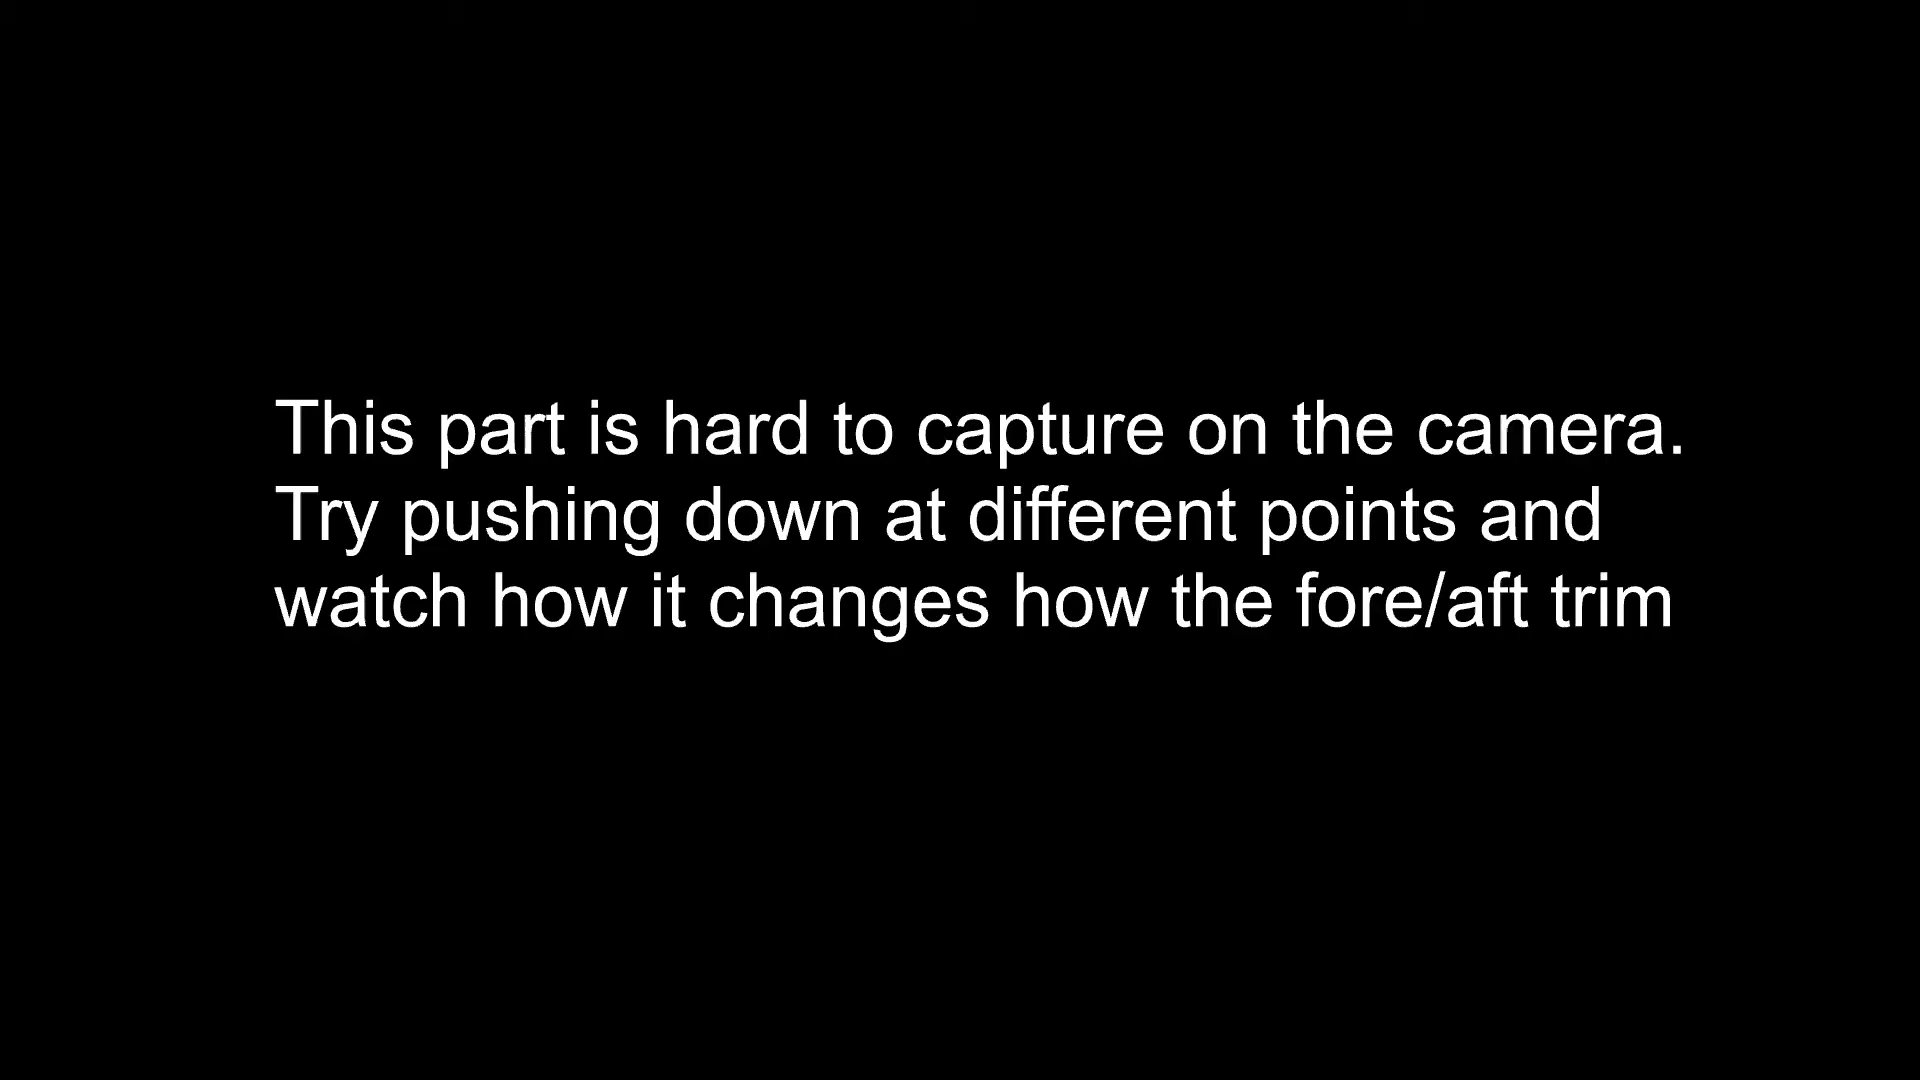 This part is hard to capture on the camera.
Try pushing down at different points and
watch how it changes how the fore/aft trim